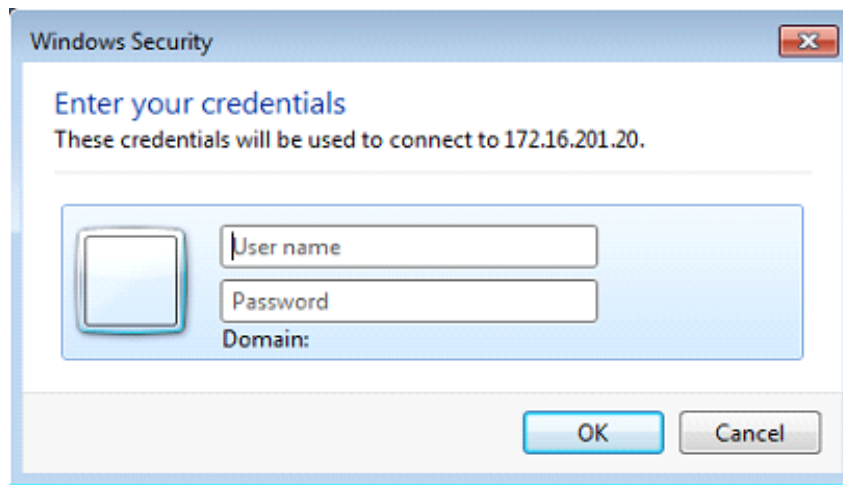 Windows Security
Enter your credentials
These credentials will be used to connect to 172.16.201.20.
User name
Password
Domain:
OK
Cancel